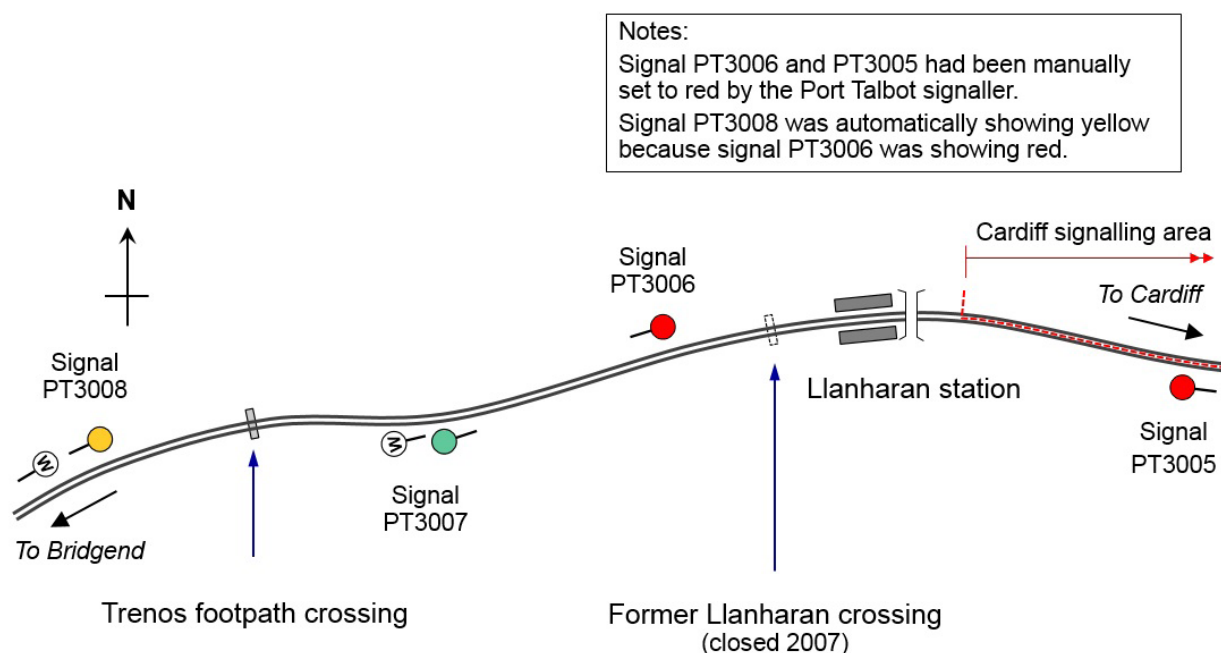 Notes:
Signal PT3006 and PT3005 had been manually
set to red by the Port Talbot signaller.
Signal PT3008 was automatically showing yellow
because signal PT3006 was showing red.
N
Cardiff signalling area
Signal
PT3006
To Cardiff
Signal
PT3008
Llanharan station
W
W
Signal
PT3007
Signal
PT3005
To Bridgend
Trenos footpath crossing
Former Llanharan crossing
(closed 2007)